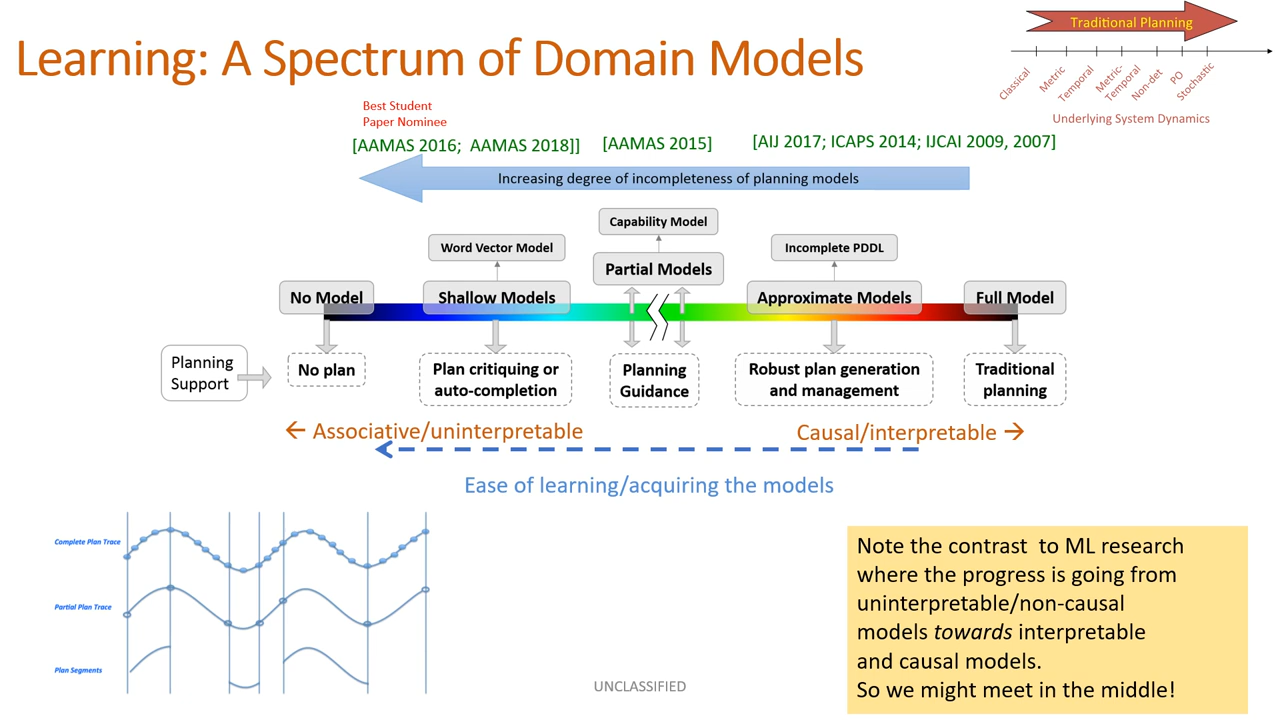 Traditional Planning
Learning: A Spectrum of Domain Models
Classical
Metric
Temporal
Metric-
Temporal
Non-det
PO
Stochastic
Underlying System Dynamics
Best Student
Paper Nominee
[AAMAS 2016;  AAMAS 2018]]
[AAMAS 2015]
[AIJ 2017; ICAPS 2014; IJCAI 2009, 2007]
Increasing degree of incompleteness of planning models
Capability Model
Word Vector Model
Incomplete PDDL
Partial Models
No Model
Shallow Models
Approximate Models
Full Model
Planning
Support
No plan
Plan critiquing or
auto-completion
Planning
Guidance
Robust plan generation
and management
Traditional
planning
← Associative/uninterpretable
Causal/interpretable →
Ease of learning/acquiring the models
Complete Plan Trace
Partial Plan Trace
Plan Segments
Note the contrast  to ML research
where the progress is going from
uninterpretable/non-causal
models towards interpretable
and causal models.
So we might meet in the middle!
UNCLASSIFIED